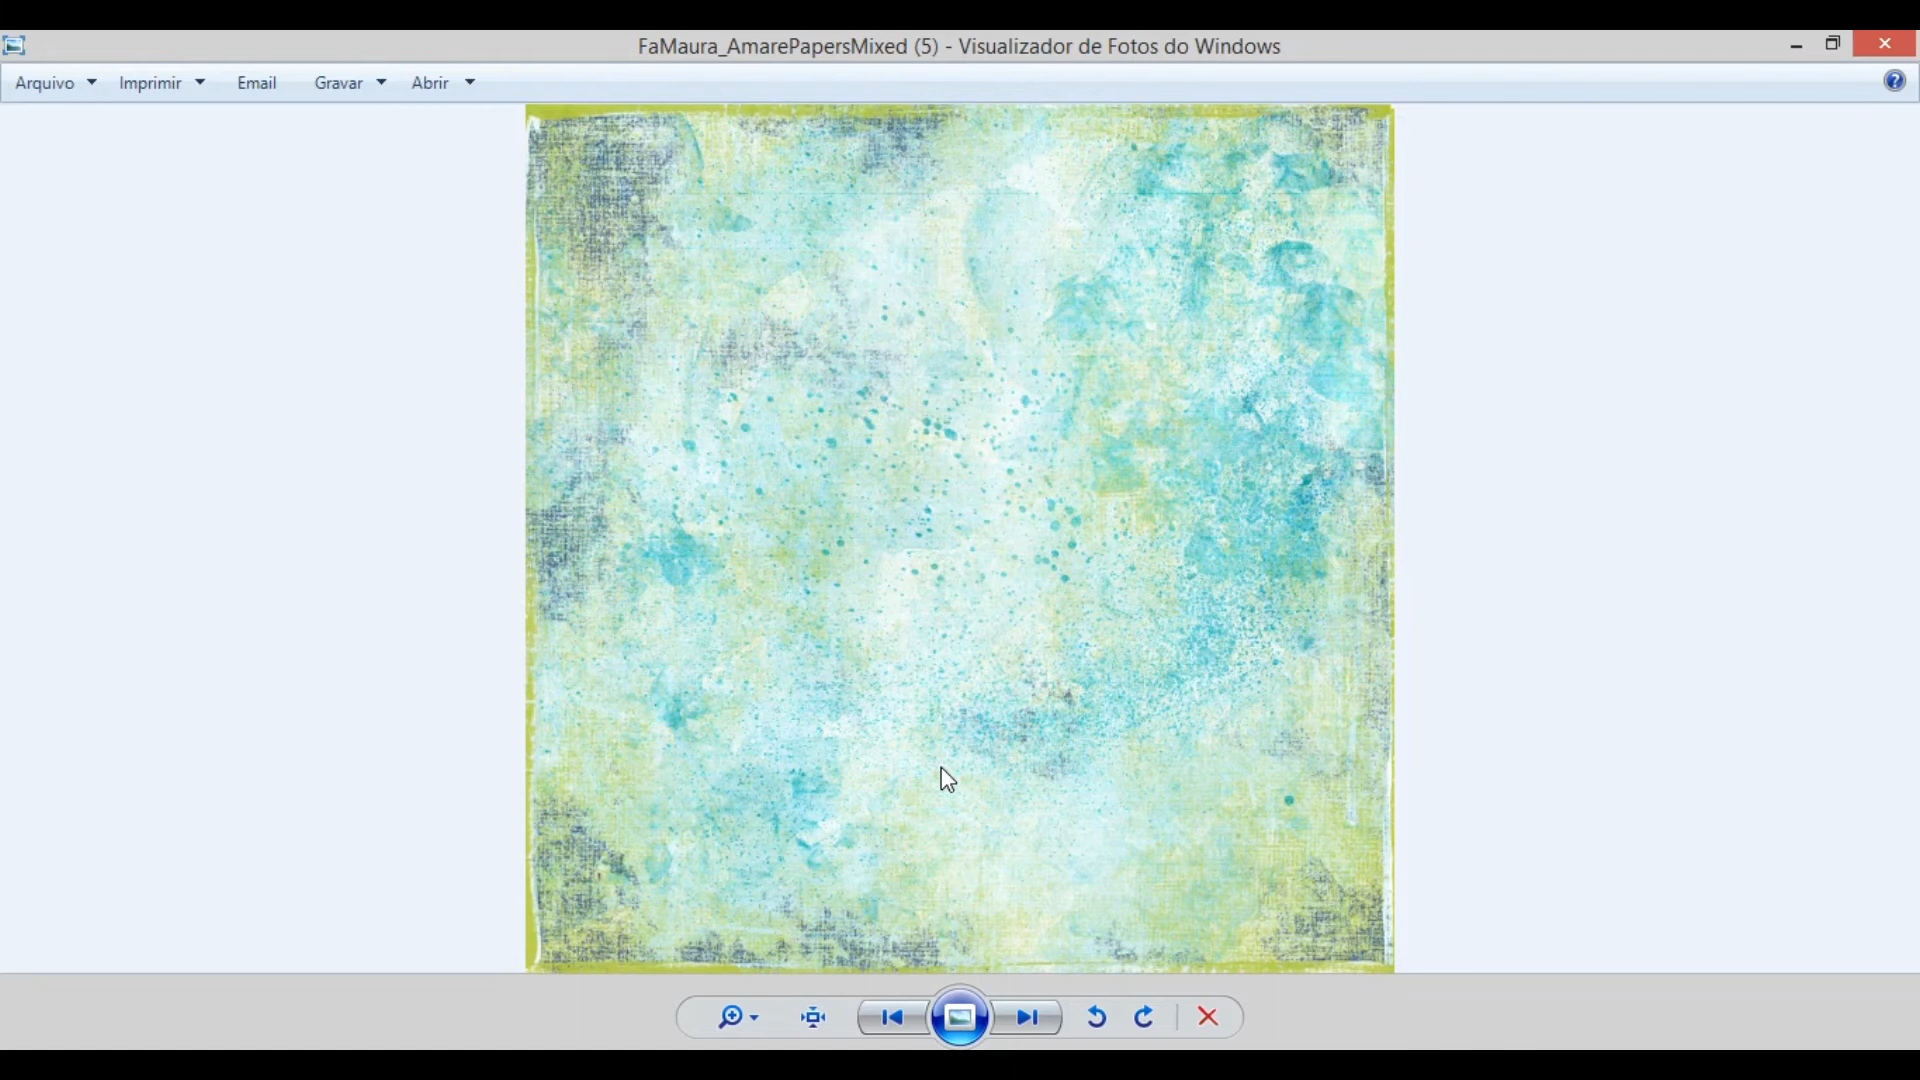 FaMaura_AmarePapersMixed (5) - Visualizador de Fotos do Windows
Arquivo Imprimir Email Gravar Abrir